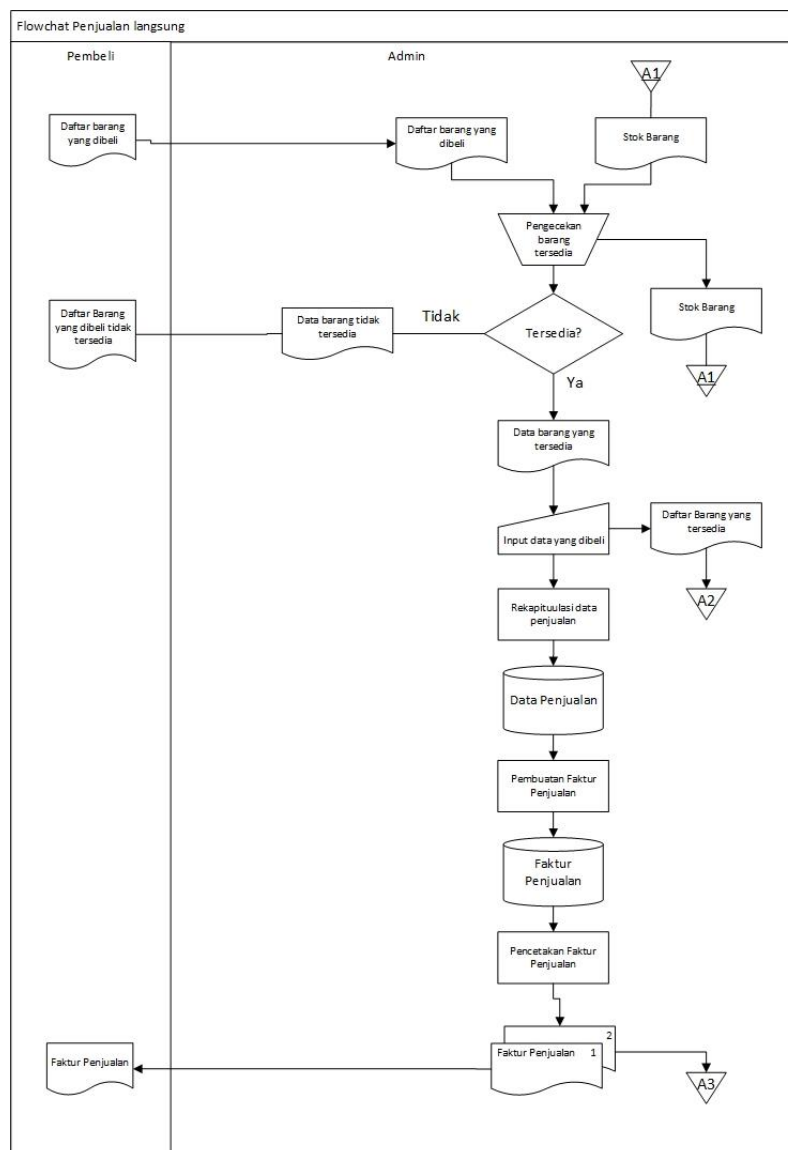 Flowchat Penjualan langsung
Pembeli
Admin
A1
Daftar barang
yang dibeli
Daftar barang yang
dibeli
Stok Barang
Pengecekan
barang
tersedia
Daftar Barang
yang dibeli tidak
tersedia
Data barang tidak
tersedia
Tidak
Tersedia?
Stok Barang
Ya
A1
Data barang yang
tersedia
Input data yang dibeli
Daftar Barang yang
tersedia
A2
Rekapituulasi data
penjualan
Data Penjualan
Pembuatan Faktur
Penjualan
Faktur
Penjualan
Pencetakan Faktur
Penjualan
2
Faktur Penjualan
Faktur Penjualan 1
A3